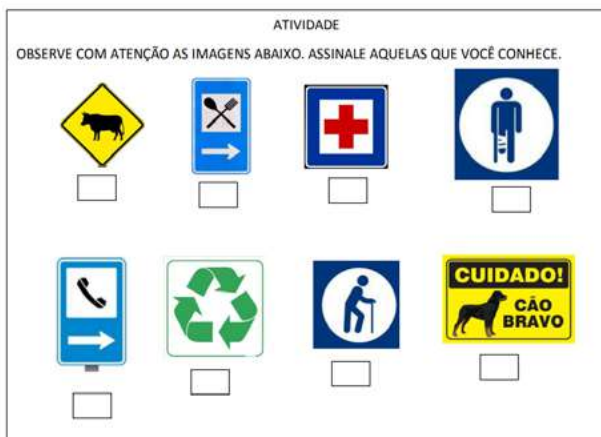 ATIVIDADE
OBSERVE COM ATENÇÃO AS IMAGENS ABAIXO. ASSINALE AQUELAS QUE VOCÊ CONHECE.
CUIDADO!
CÃO
BRAVO